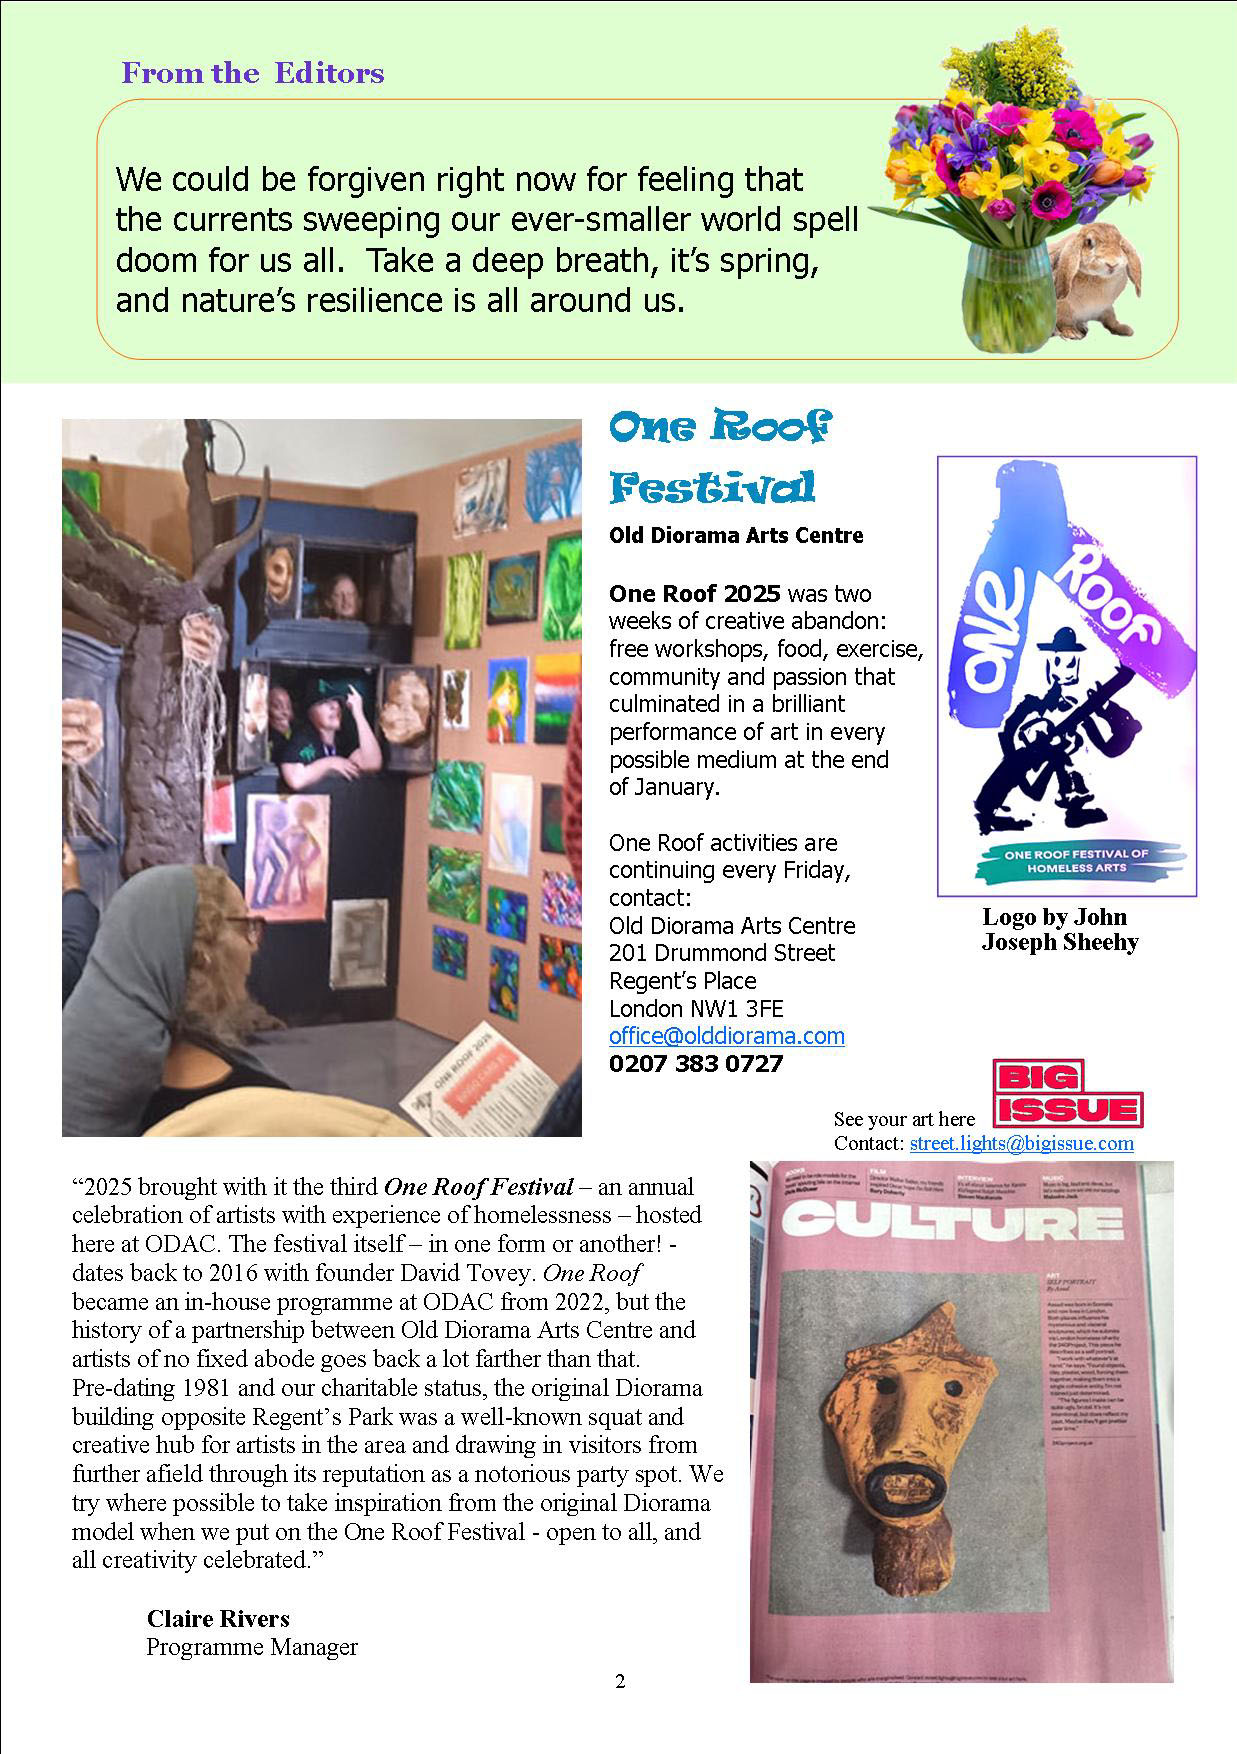 From the Editors
We could be forgiven right now for feeling that
the currents sweeping our ever-smaller world spell
doom for us all. Take a deep breath, it's spring,
and nature's resilience is all around us.
One Roof
Festival
Old Diorama Arts Centre
One Roof 2025 was two
weeks of creative abandon:
free workshops, food, exercise,
community and passion that
culminated in a brilliant
performance of art in every
possible medium at the end
of January.
One Roof activities are
continuing every Friday,
contact:
Old Diorama Arts Centre
201 Drummond Street
Regent's Place
London NW1 3FE
office@olddiorama.com
0207 383 0727
ONE
ROOF
ONE ROOF FESTIVAL OF
HOMELESS ARTS
Logo by John
Joseph Sheehy
ONE ROOF 2025
See your art here
BIG
ISSUE
Contact: street.lights@bigissue.com
“2025 brought with it the third One Roof Festival – an annual
celebration of artists with experience of homelessness – hosted
here at ODAC. The festival itself – in one form or another! -
dates back to 2016 with founder David Tovey. One Roof
became an in-house programme at ODAC from 2022, but the
history of a partnership between Old Diorama Arts Centre and
artists of no fixed abode goes back a lot farther than that.
Pre-dating 1981 and our charitable status, the original Diorama
building opposite Regent's Park was a well-known squat and
creative hub for artists in the area and drawing in visitors from
further afield through its reputation as a notorious party spot. We
try where possible to take inspiration from the original Diorama
model when we put on the One Roof Festival - open to all, and
all creativity celebrated.”
Claire Rivers
Programme Manager
BOOKS
FILM
INTERVIEW
MUSIC
CULTURE
ART
SELF PORTRAIT
By Asad
2